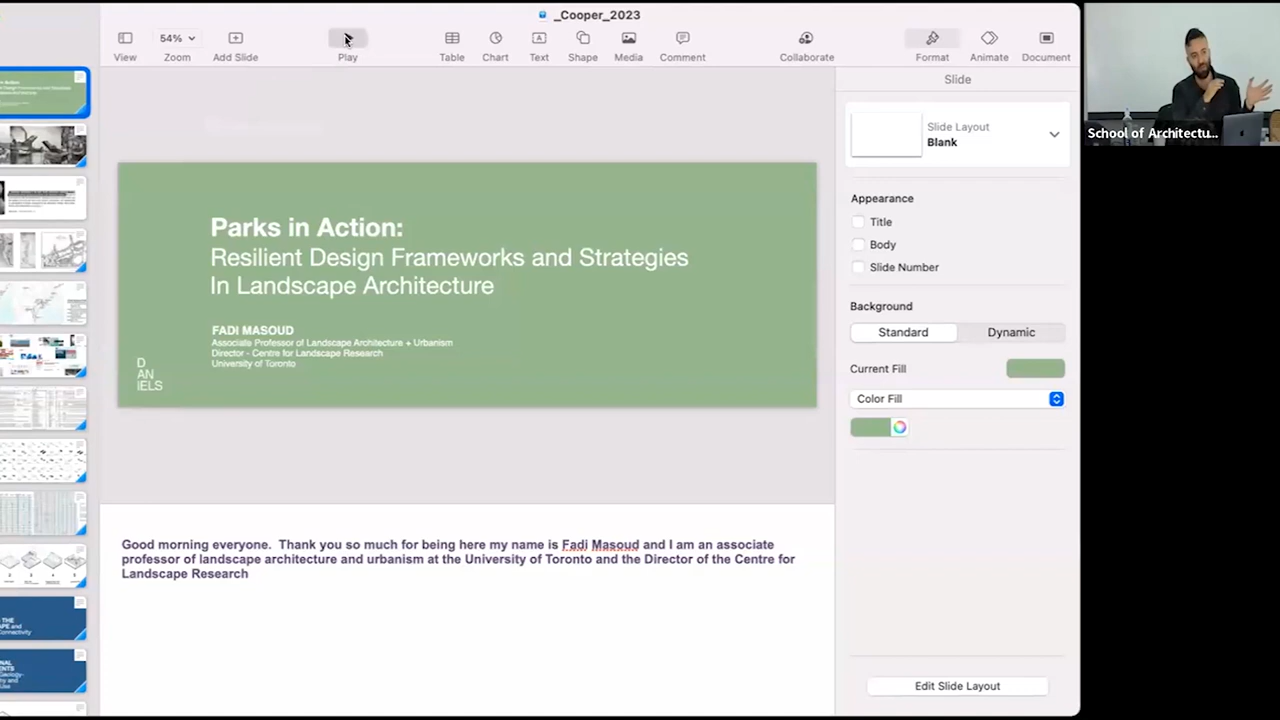 _Cooper_2023
View
54%
Zoom
Add Slide
Play
Table
Chart
Text
Shape
Media
Comment
Collaborate
Format
Animate
Document
Slide
Slide Layout
Blank
Appearance
Title
Body
Slide Number
Background
Standard
Dynamic
Current Fill
Color Fill
Edit Slide Layout
Parks in Action:
Resilient Design Frameworks and Strategies
In Landscape Architecture
FADI MASOUD
Associate Professor of Landscape Architecture + Urbanism
Director - Centre for Landscape Research
University of Toronto
D
AN
IELS
Good morning everyone.  Thank you so much for being here my name is Fadi Masoud and I am an associate
professor of landscape architecture and urbanism at the University of Toronto and the Director of the Centre for
Landscape Research
School of Architectu...